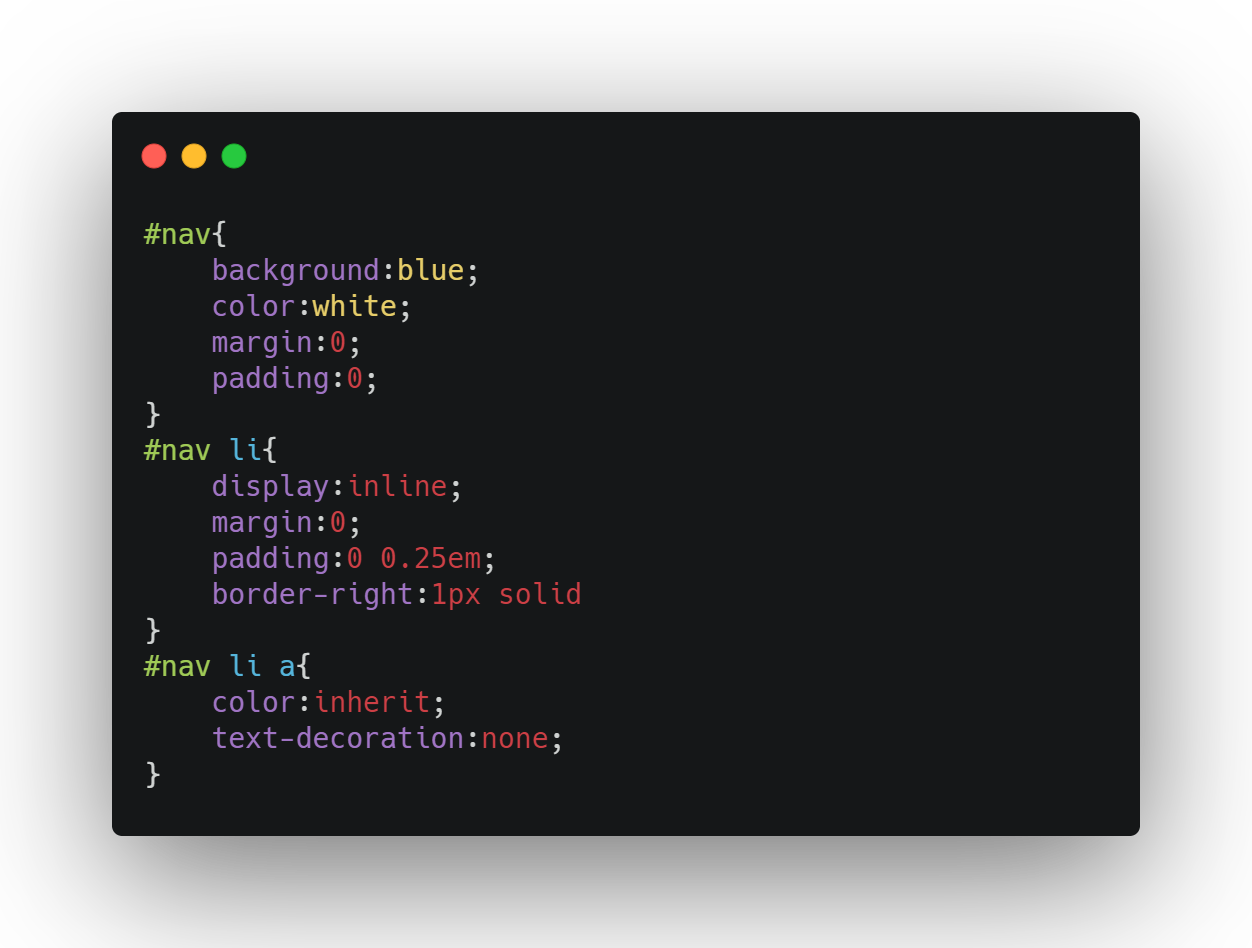 #nav{
    background:blue;
    color:white;
    margin:0;
    padding:0;
}
#nav li{
    display:inline;
    margin:0;
    padding:0 0.25em;
    border-right:1px solid
}
#nav li a{
    color:inherit;
    text-decoration:none;
}